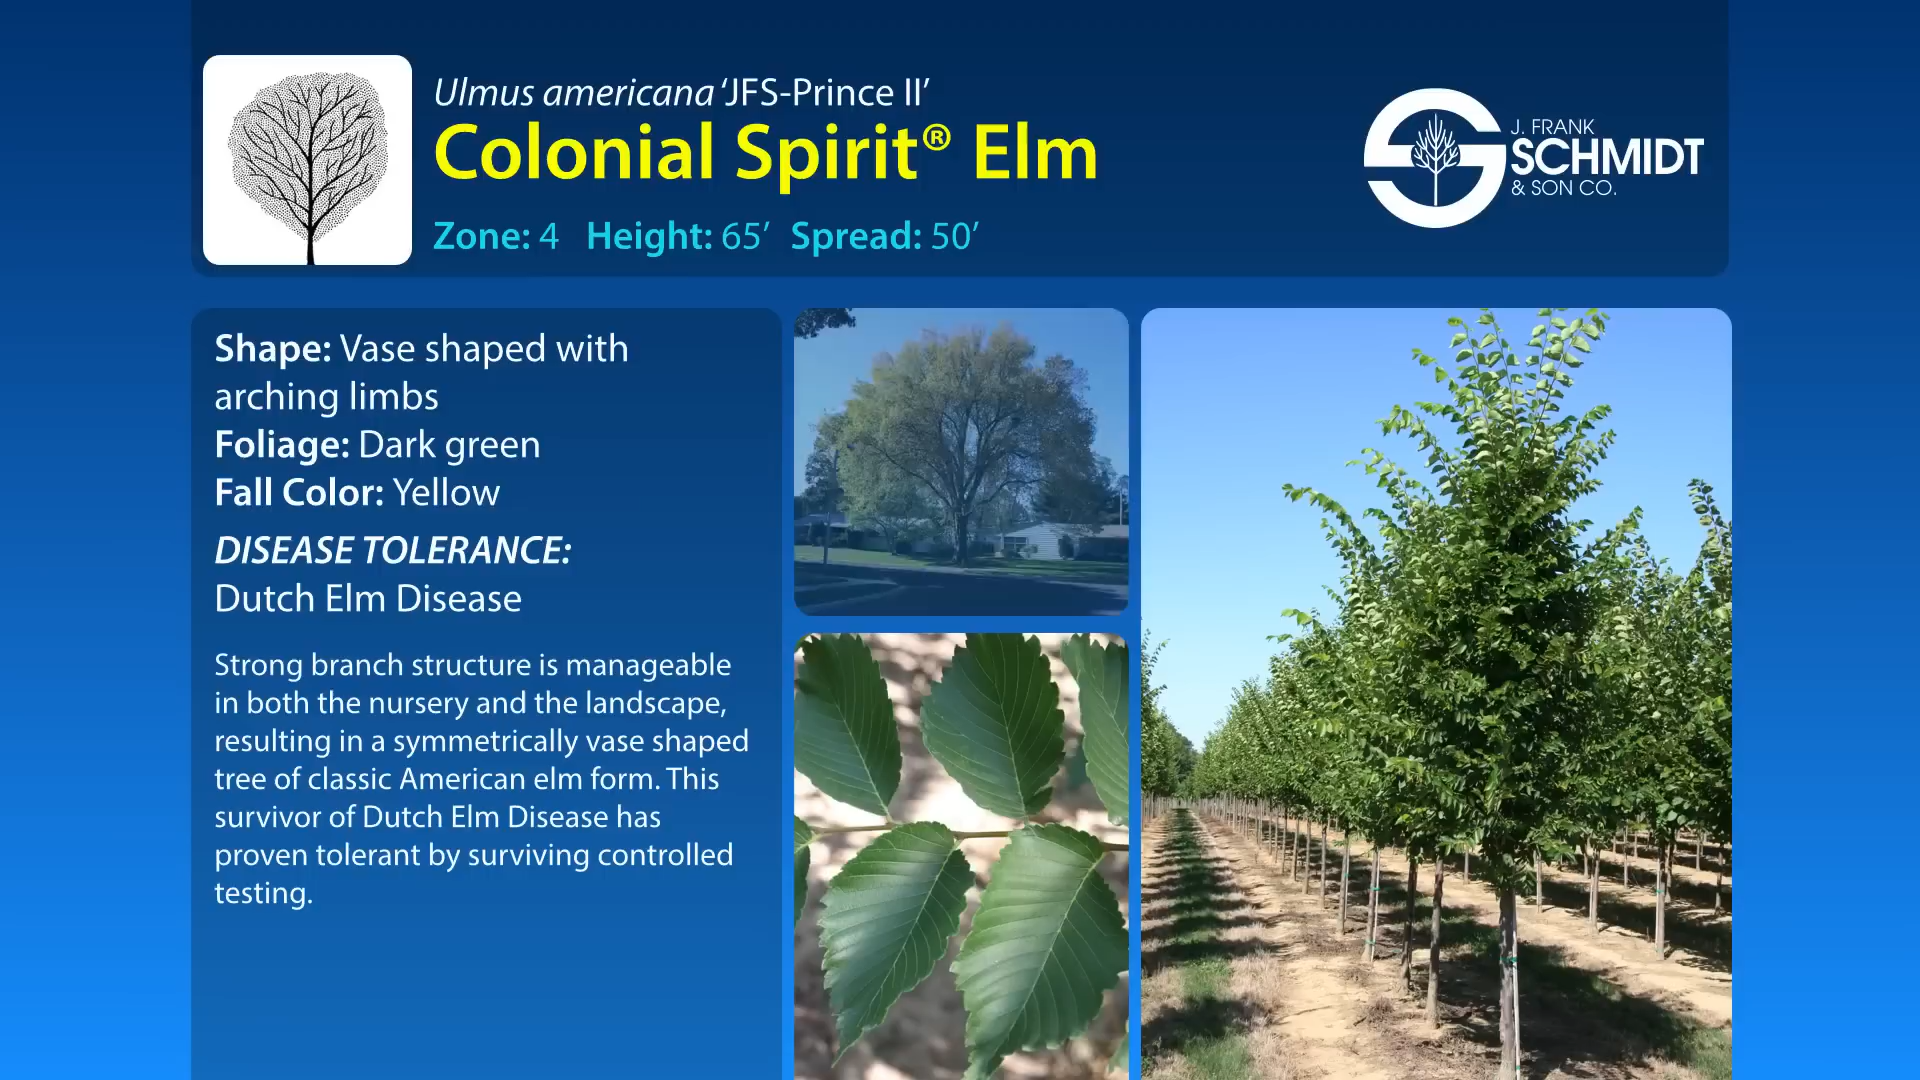 Ulmus americana ‘JFS-Prince II’
Colonial Spirit® Elm
Zone: 4 Height: 65’ Spread: 50’
J. FRANK
SCHMIDT
& SON CO.
Shape: Vase shaped with
arching limbs
Foliage: Dark green
Fall Color: Yellow
DISEASE TOLERANCE:
Dutch Elm Disease
Strong branch structure is manageable
in both the nursery and the landscape,
resulting in a symmetrically vase shaped
tree of classic American elm form. This
survivor of Dutch Elm Disease has
proven tolerant by surviving controlled
testing.